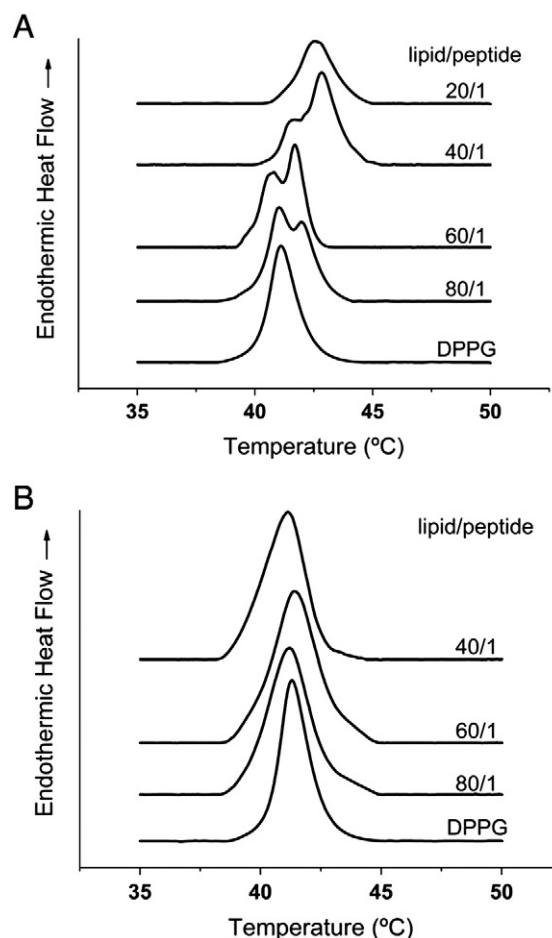 A
Endothermic Heat Flow →
lipid/peptide
20/1
40/1
60/1
80/1
DPPG
35 40 45 50
Temperature (ºC)
B
Endothermic Heat Flow →
lipid/peptide
40/1
60/1
80/1
DPPG
35 40 45 50
Temperature (ºC)